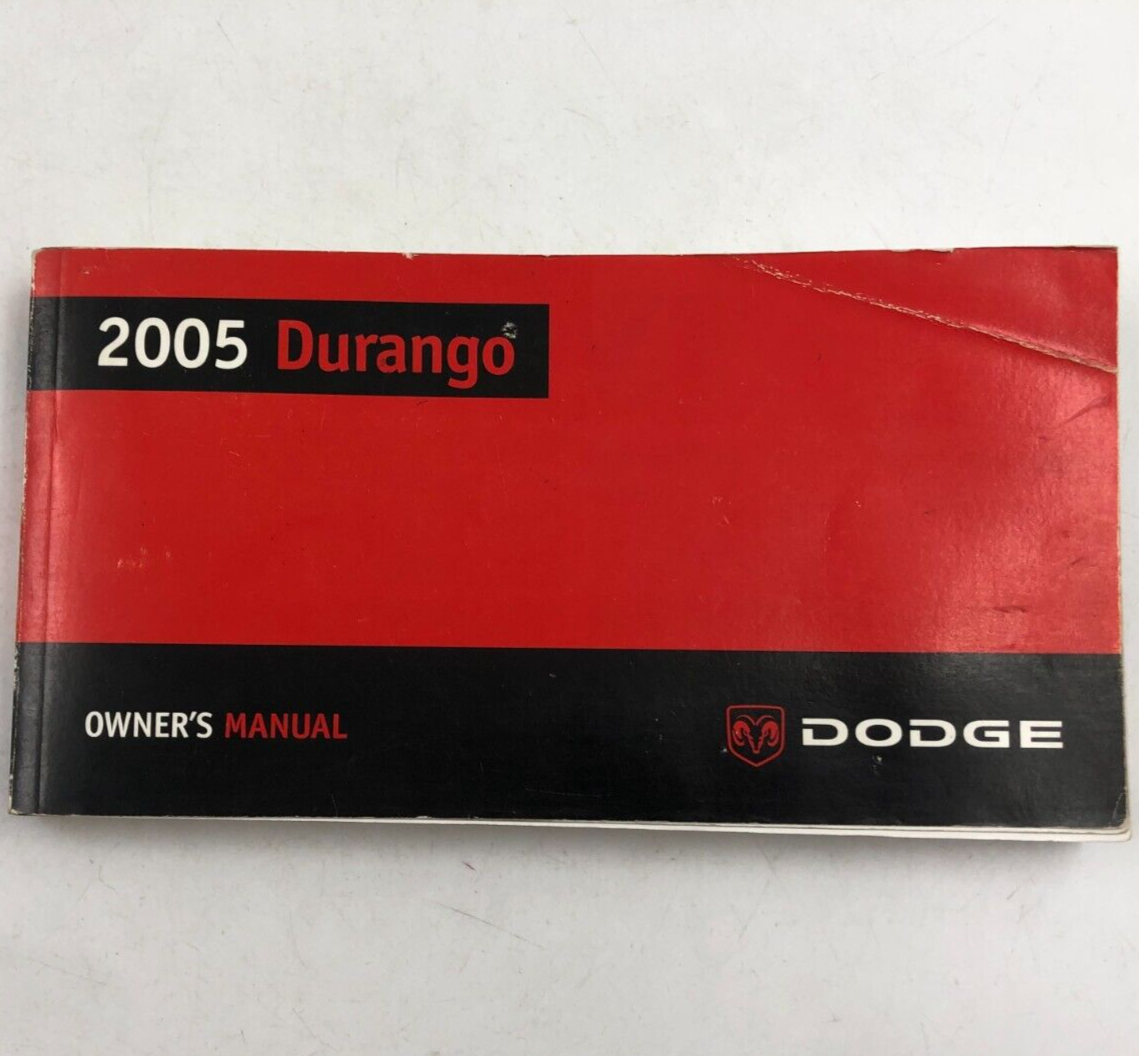 2005 Durango
OWNER'S MANUAL
DODGE